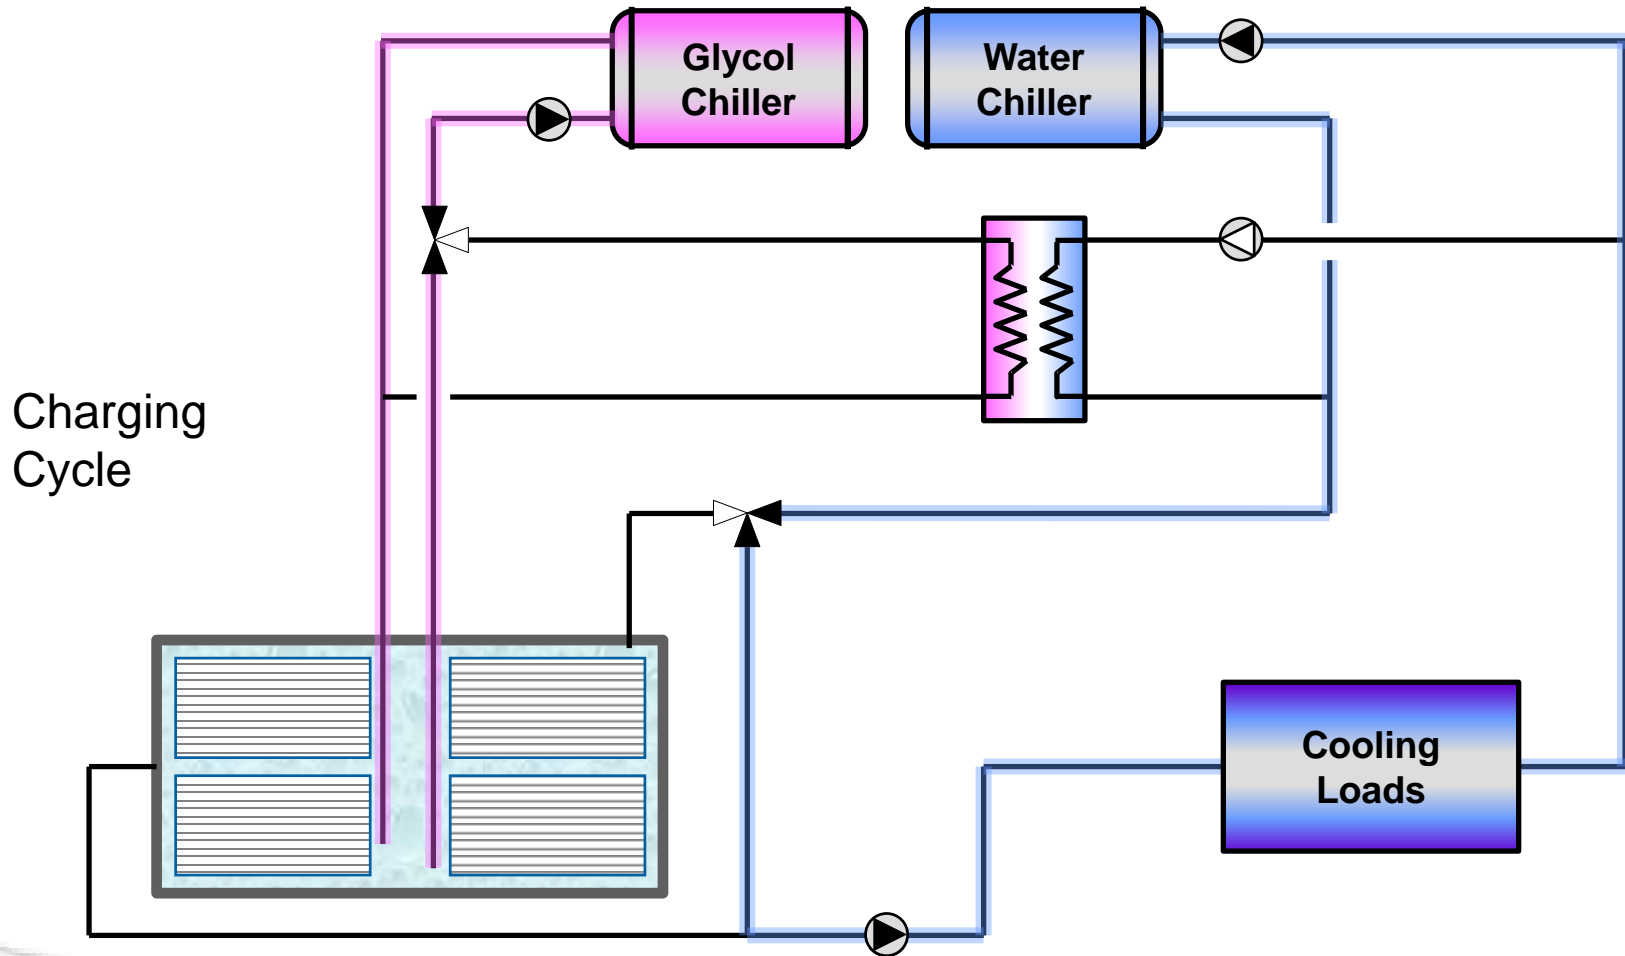 Glycol
Chiller
Water
Chiller
Charging
Cycle
Cooling
Loads